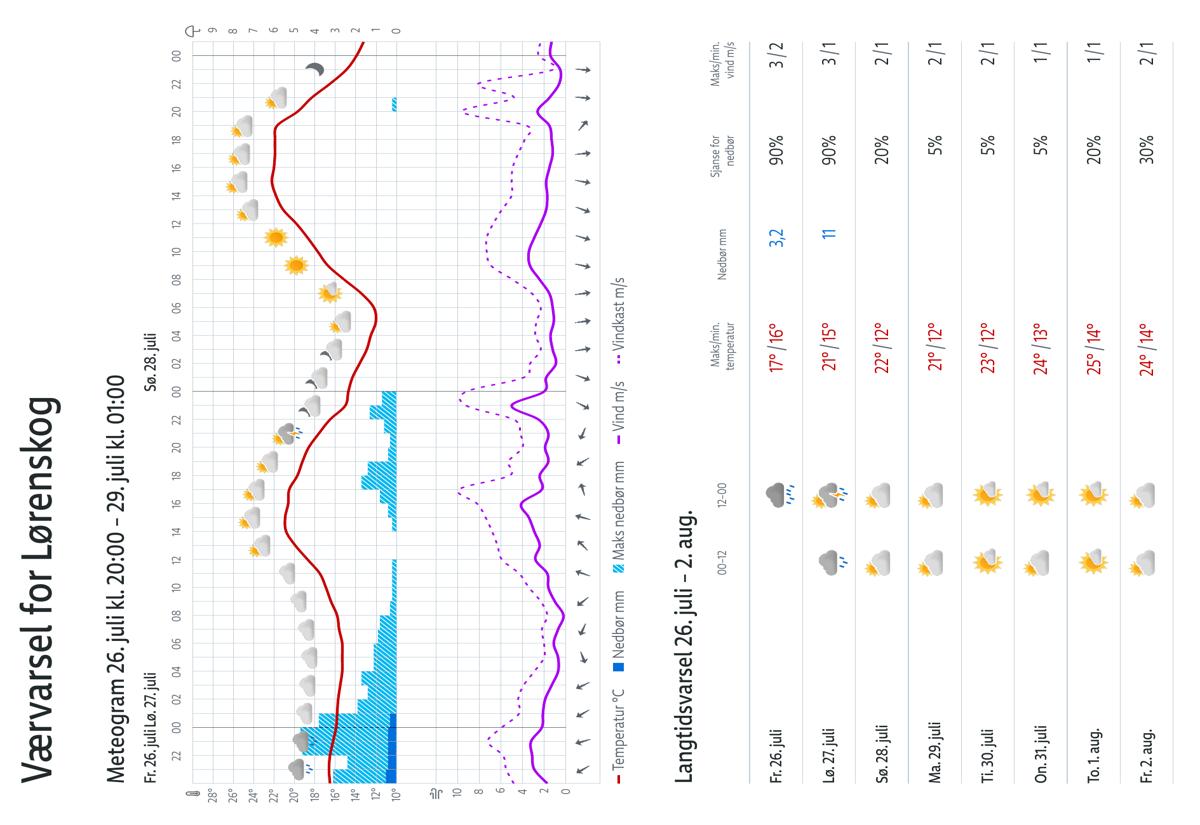 Værvarsel for Lørenskog
Meteogram 26. juli kl. 20:00 – 29. juli kl. 01:00
Fr. 26. juli Lø. 27. juli Sø. 28. juli
22 00 02 04 06 08 10 12 14 16 18 20 22 00 02 04 06 08 10 12 14 16 18 20 22 00
28° 9
26° 8
24° 7
22° 6
20° 5
18° 4
16° 3
14° 2
12° 1
10° 0
10
8
6
4
2
0
Temperatur °C Nedbør mm Maks nedbør mm Vind m/s Vindkast m/s
Langtidsvarsel 26. juli – 2. aug.
00–12 12–00 Maks/min. temperatur Nedbør mm Sjanse for nedbør Maks/min. vind m/s
Fr. 26. juli 17° / 16° 3,2 90% 3 / 2
Lø. 27. juli 21° / 15° 11 90% 3 / 1
Sø. 28. juli 22° / 12° 20% 2 / 1
Ma. 29. juli 21° / 12° 5% 2 / 1
Ti. 30. juli 23° / 12° 5% 2 / 1
On. 31. juli 24° / 13° 5% 1 / 1
To. 1. aug. 25° / 14° 20% 1 / 1
Fr. 2. aug. 24° / 14° 30% 2 / 1